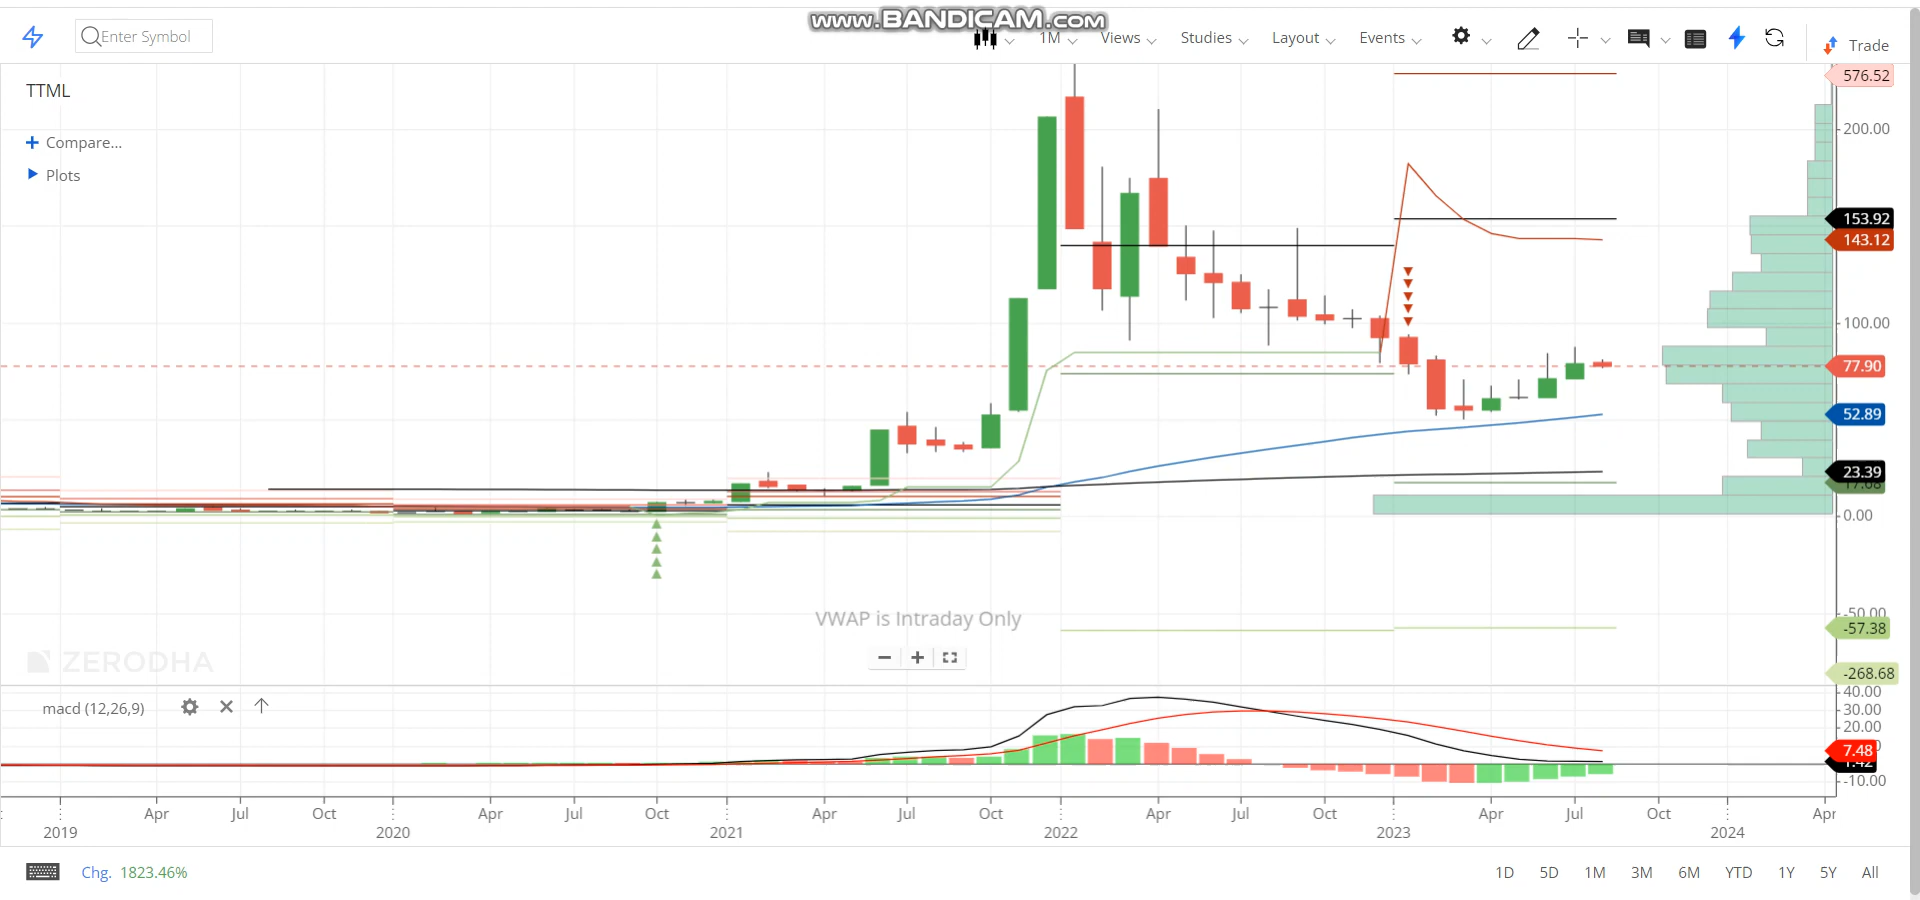 www.BANDICAM.com
Enter Symbol
1M Views Studies Layout Events Trade
TTML
Compare...
Plots
576.52
200.00
153.92
143.12
100.00
77.90
52.89
23.39
17.68
0.00
-50.00
-57.38
-268.68
VWAP is Intraday Only
ZERODHA
macd (12,26,9)
40.00
30.00
20.00
7.48
1.42
-10.00
Apr Jul Oct Apr Jul Oct Apr Jul Oct Apr Jul Oct Apr Jul Oct Apr
2019 2020 2021 2022 2023 2024
Chg. 1823.46%
1D 5D 1M 3M 6M YTD 1Y 5Y All